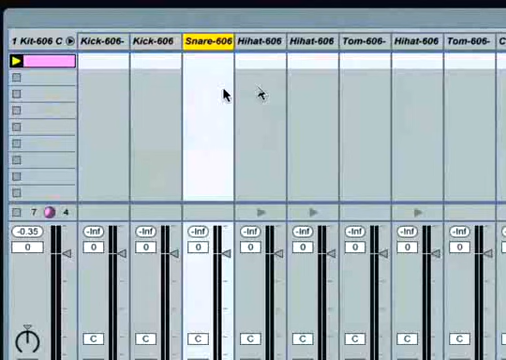 1 Kit-606 C Kick-606- Kick-606 Snare-606 Hihat-606 Hihat-606 Tom-606- Hihat-606 Tom-606- C
7 4
-0.35 -Inf -Inf -Inf -Inf -Inf -Inf -Inf -Inf
0 0 0 0 0 0 0 0 0
C C C C C C C C